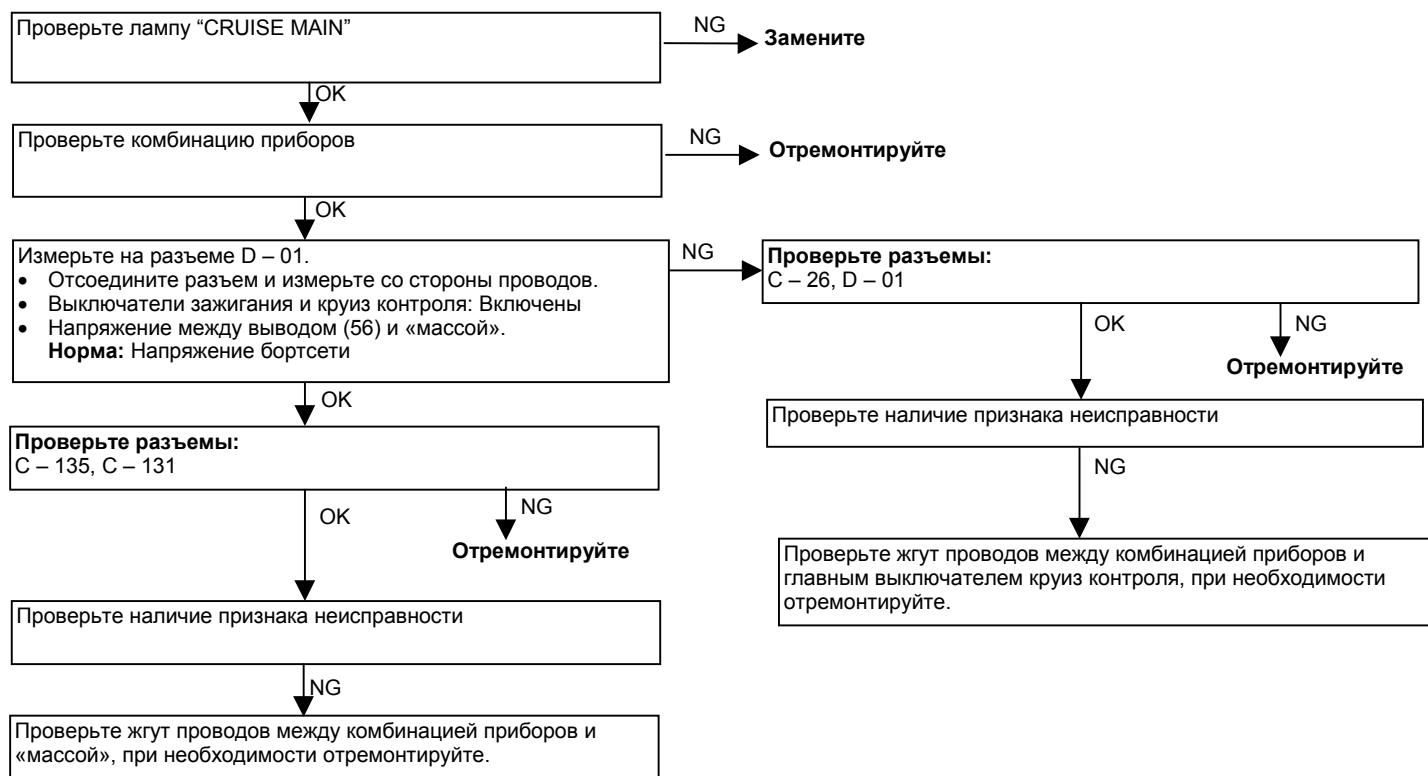 Проверьте лампу “CRUISE MAIN”
NG
Замените
OK
Проверьте комбинацию приборов
NG
Отремонтируйте
OK
Измерьте на разъеме D – 01.
• Отсоедините разъем и измерьте со стороны проводов.
• Выключатели зажигания и круиз контроля: Включены
• Напряжение между выводом (56) и «массой».
Норма: Напряжение бортсети
NG
Проверьте разъемы:
C – 26, D – 01
OK
NG
Отремонтируйте
Проверьте наличие признака неисправности
NG
Проверьте жгут проводов между комбинацией приборов и
главным выключателем круиз контроля, при необходимости
отремонтируйте.
OK
Проверьте разъемы:
C – 135, C – 131
OK
NG
Отремонтируйте
Проверьте наличие признака неисправности
NG
Проверьте жгут проводов между комбинацией приборов и
«массой», при необходимости отремонтируйте.